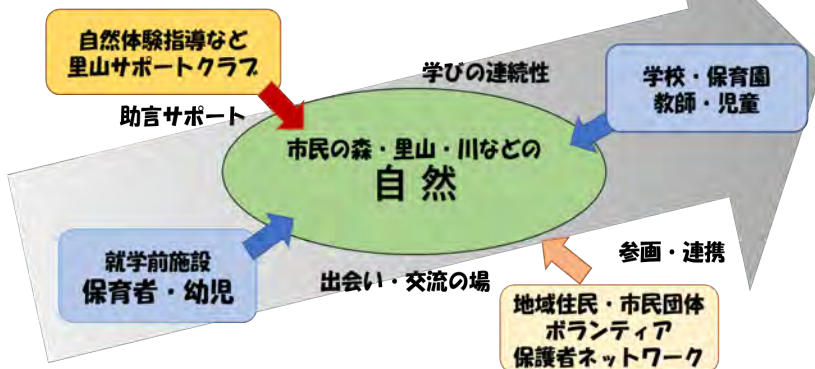 自然体験指導など
里山サポートクラブ
学びの連続性
学校・保育園
教師・児童
助言サポート
市民の森・里山・川などの
自 然
就学前施設
保育者・幼児
出会い・交流の場
参画・連携
地域住民・市民団体
ボランティア
保護者ネットワーク